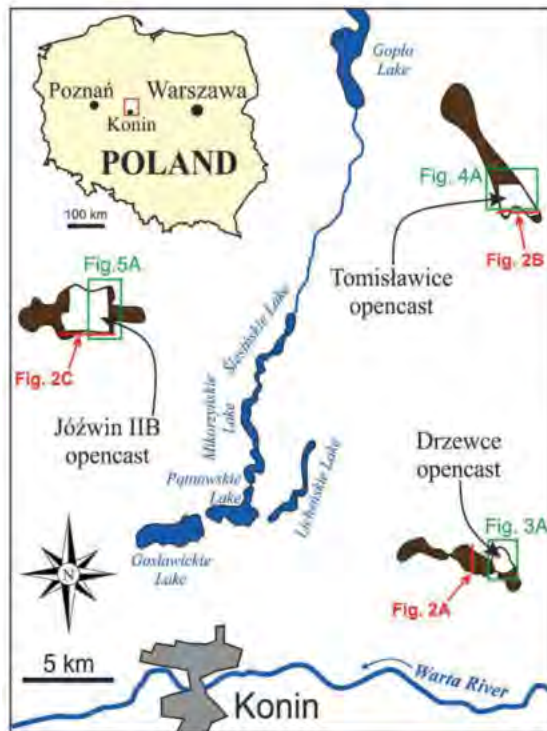 Gopło
Lake
Poznań
Warszawa
Konin
POLAND
100 km
Fig. 4A
Fig. 2B
Tomisławice
opencast
Fig.5A
Fig. 2C
Jóźwin IIB
opencast
Ślesińskie Lake
Mikorzyńskie
Lake
Pątnowskie
Lake
Licheńskie Lake
Gosławickie
Lake
Drzewce
opencast
Fig. 3A
Fig. 2A
N
5 km
Warta River
Konin